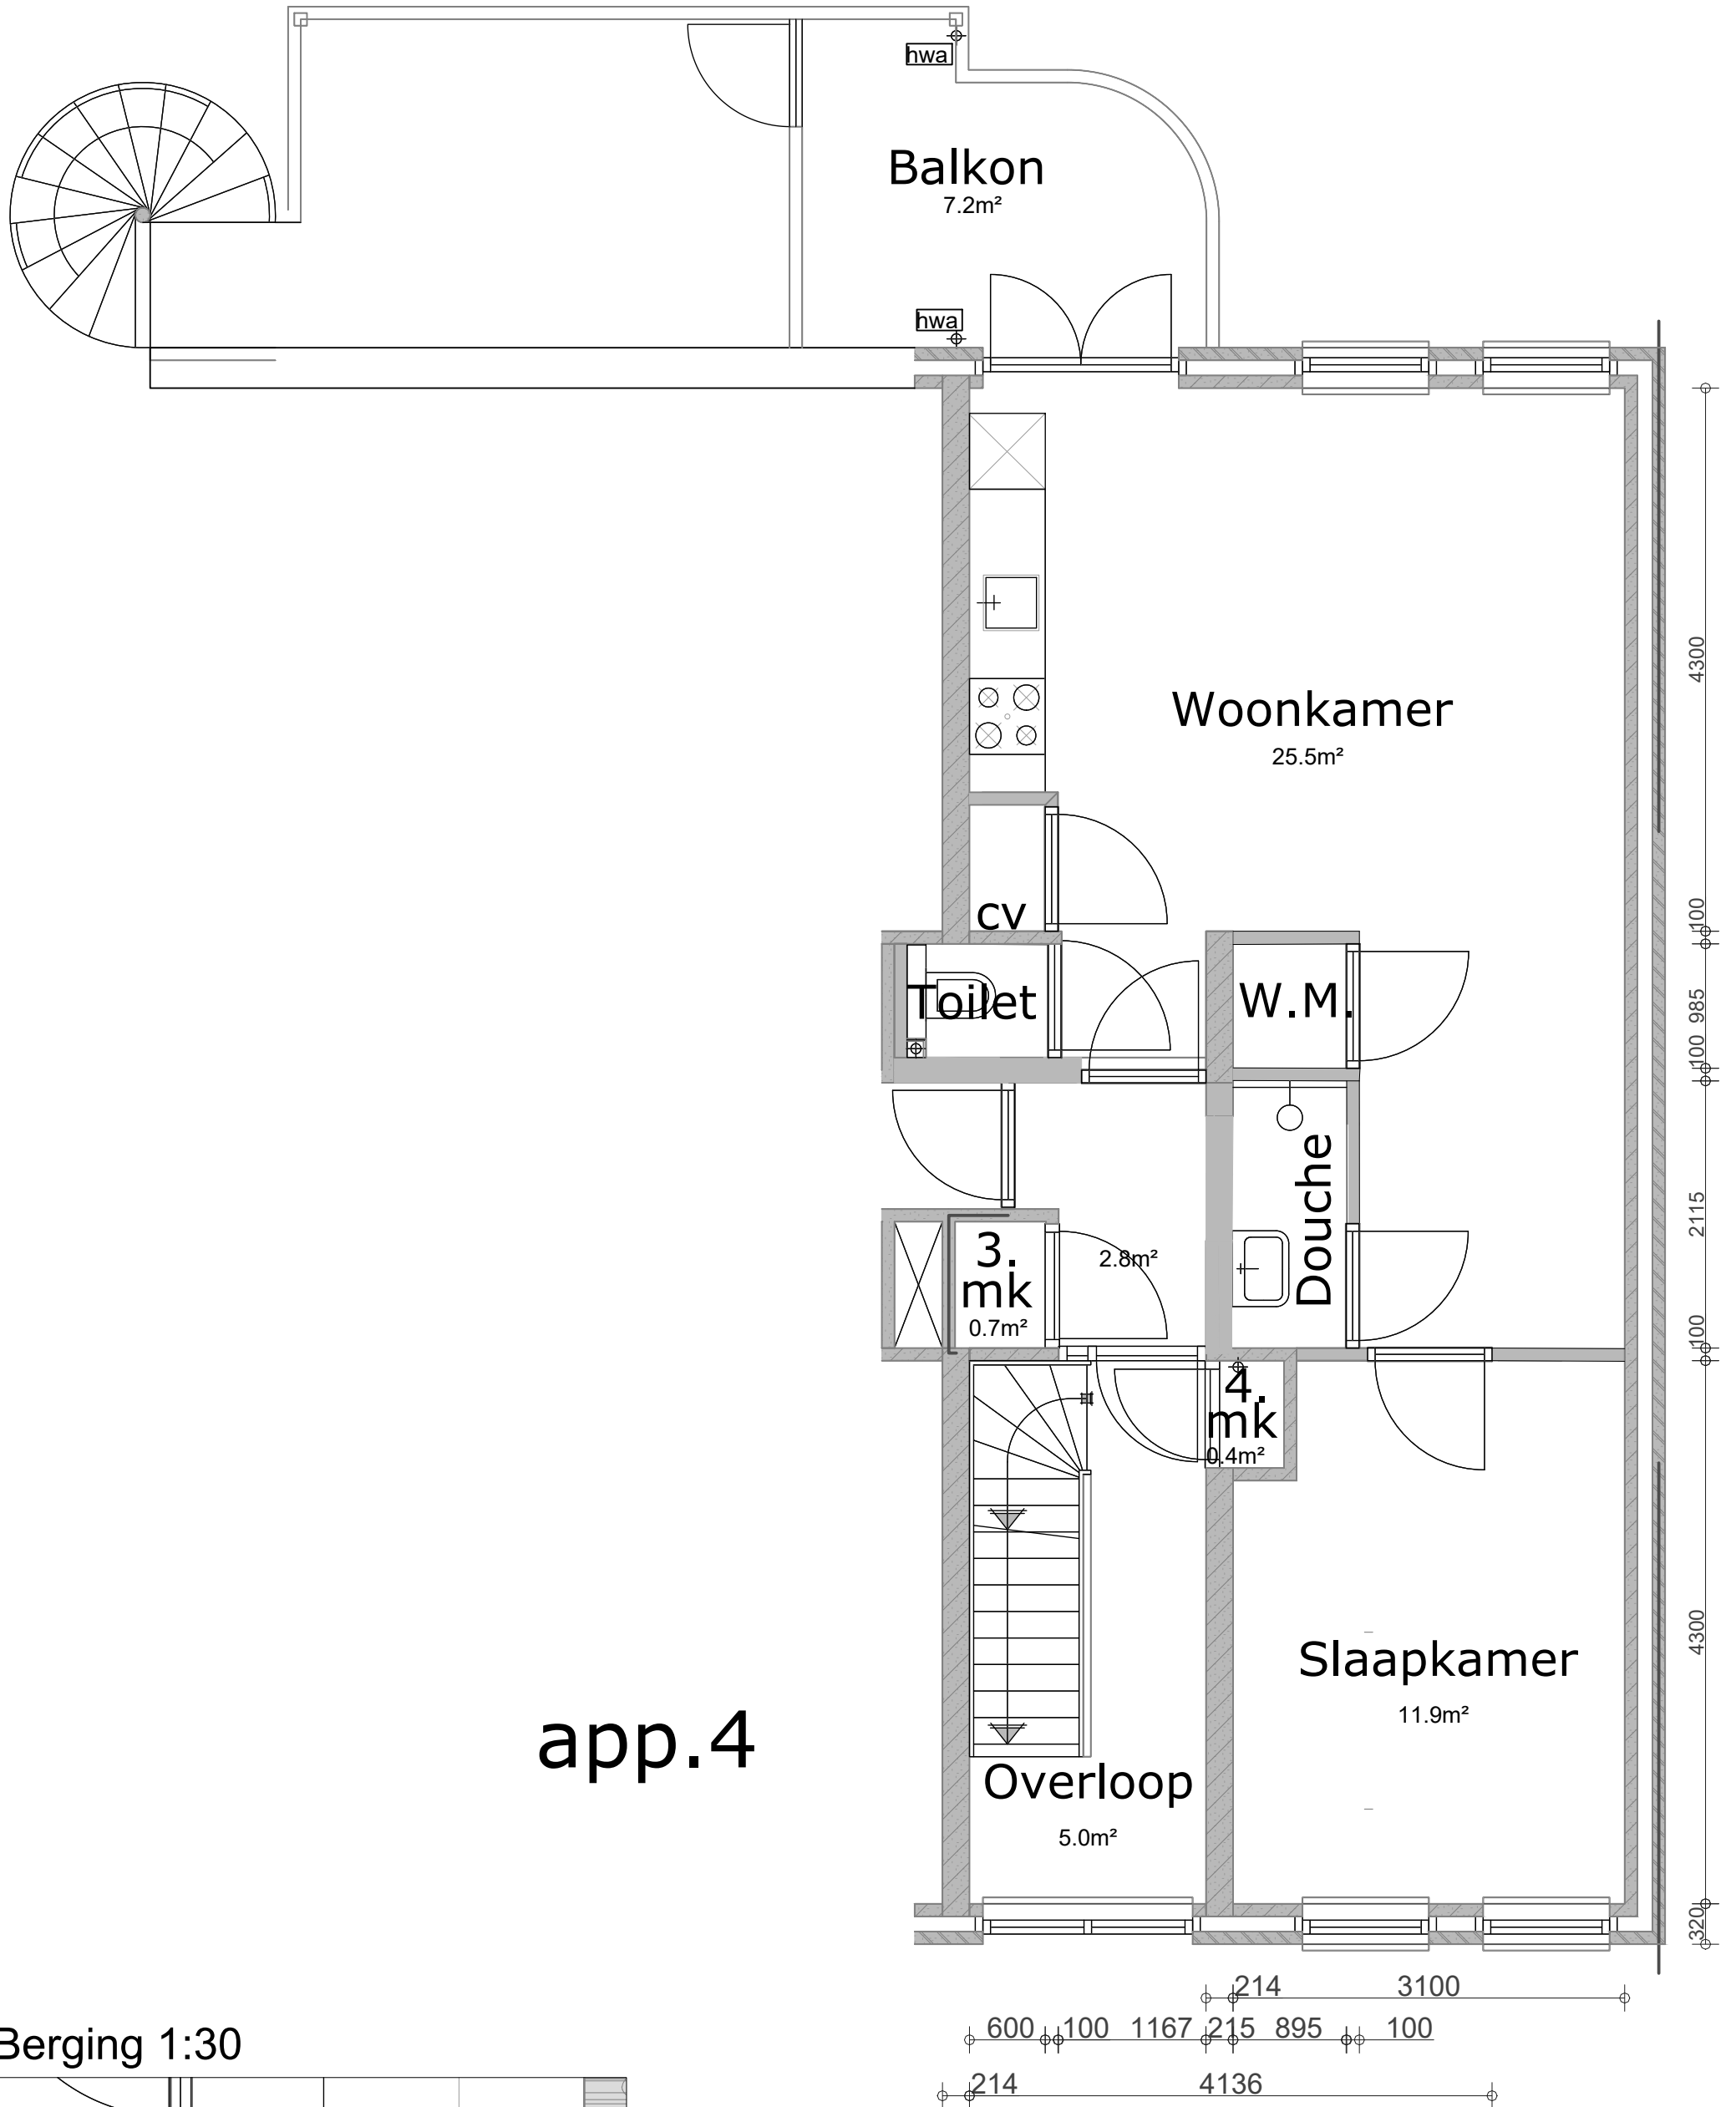 hwa
Balkon
7.2m²
hwa
4300
Woonkamer
25.5m²
cv
100
Toilet
W.M.
985
100
Douche
2115
3.
mk
0.7m²
2.8m²
100
4.
mk
0.4m²
4300
Slaapkamer
11.9m²
app.4
Overloop
5.0m²
320
214 3100
600 100 1167 215 895 100
Berging 1:30
214 4136